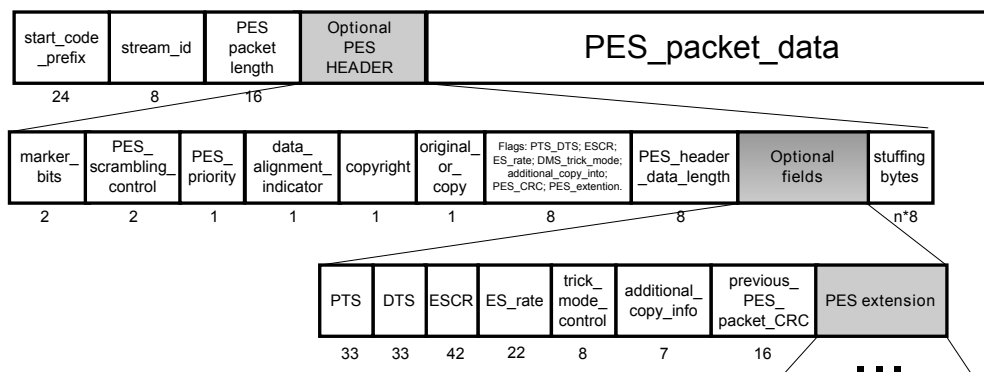 start_code
_prefix
stream_id
PES
packet
length
Optional
PES
HEADER
PES_packet_data
24
8
16
marker_
bits
PES_
scrambling_
control
PES_
priority
data_
alignment_
indicator
copyright
original_
or_
copy
Flags: PTS_DTS; ESCR;
ES_rate; DMS_trick_mode;
additional_copy_into;
PES_CRC; PES_extention.
PES_header
_data_length
Optional
fields
stuffing
bytes
2
2
1
1
1
1
8
8
n*8
PTS
DTS
ESCR
ES_rate
trick_
mode_
control
additional_
copy_info
previous_
PES_
packet_CRC
PES extension
33
33
42
22
8
7
16
...